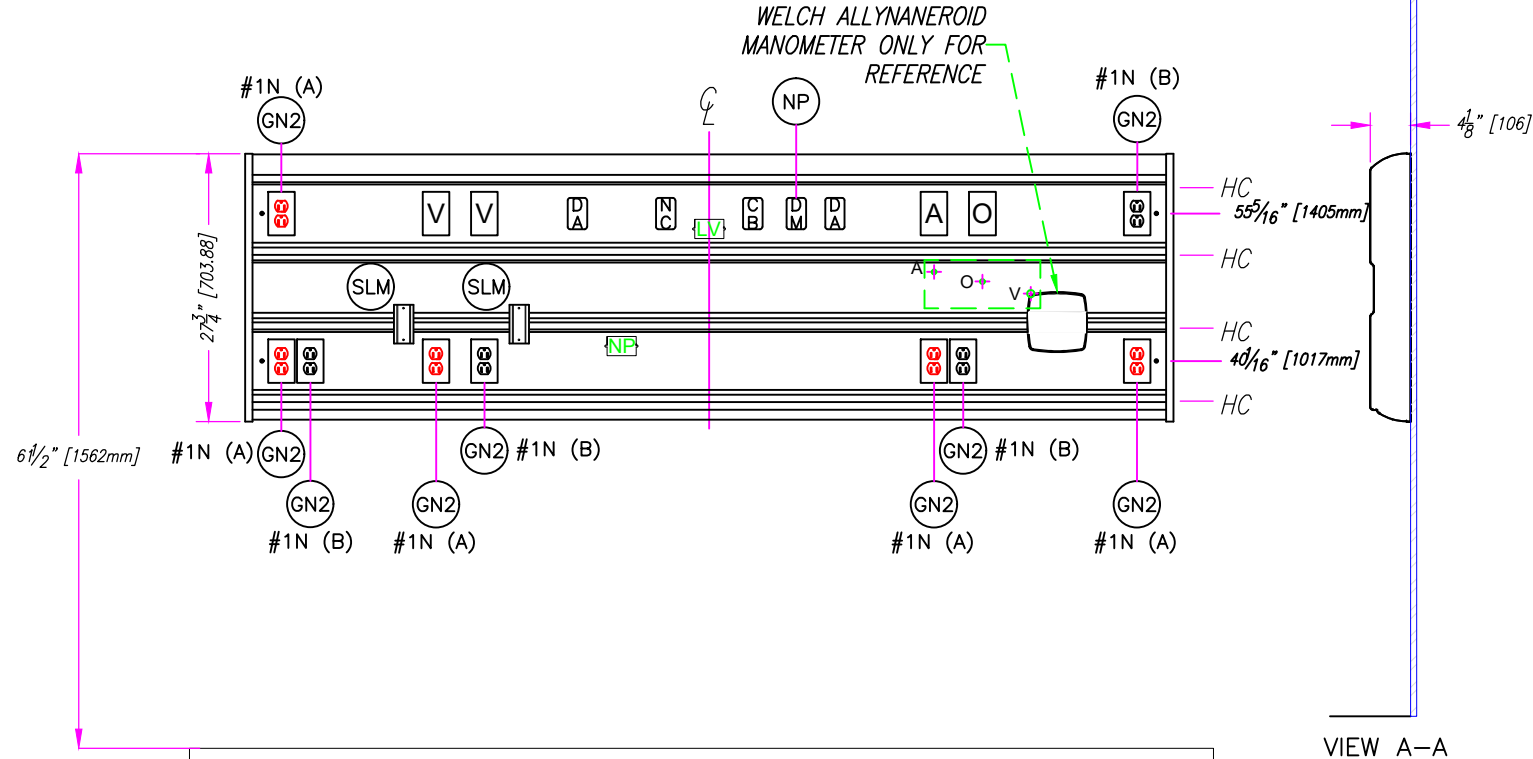 WELCH ALLYNANEROID
MANOMETER ONLY FOR
REFERENCE
#1N (A)
GN2
℄
NP
#1N (B)
GN2
4 1/8" [106]
HC
V V D A N C C B D M D A A O
LV
55 5/16" [1405mm]
HC
27 3/4" [703.88]
SLM
SLM
A
O
V
HC
NP
40 1/16" [1017mm]
HC
61 1/2" [1562mm]
#1N (A)
GN2
GN2
#1N (B)
GN2
#1N (B)
GN2
GN2
GN2
GN2
#1N (B)
#1N (A)
#1N (A)
#1N (A)
VIEW A-A